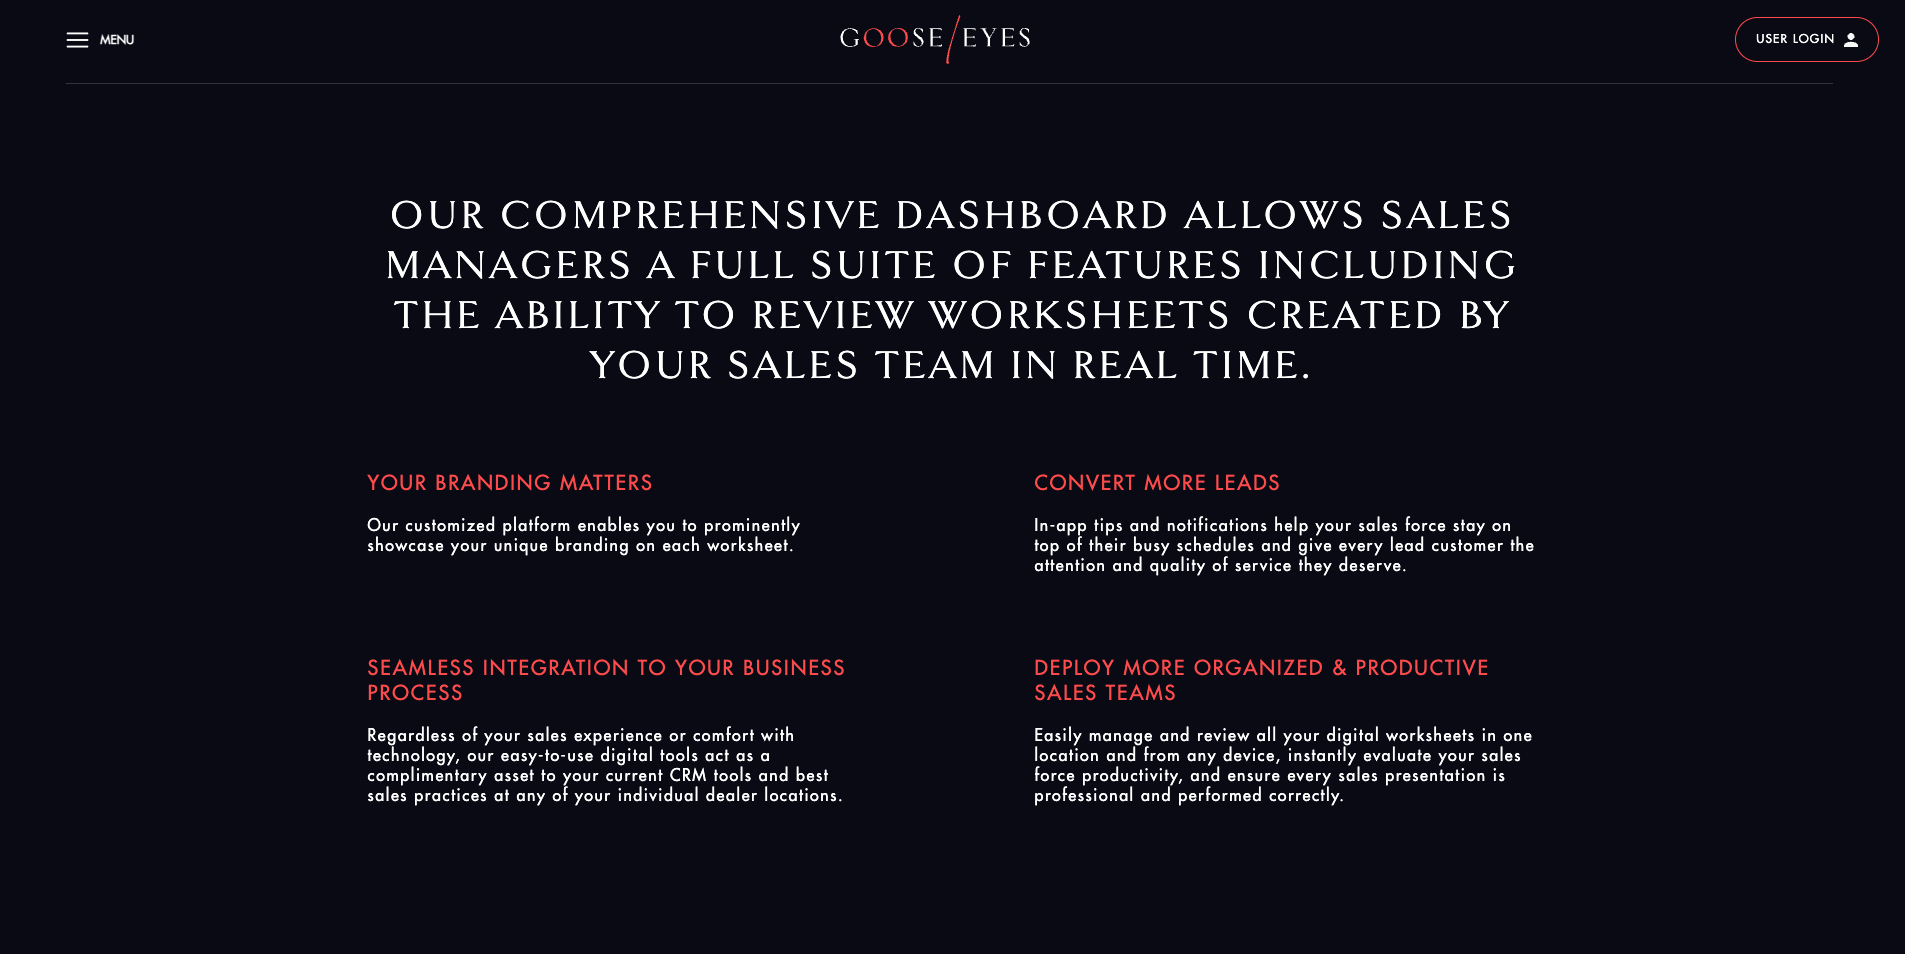 MENU
GOOSE/EYES
USER LOGIN
OUR COMPREHENSIVE DASHBOARD ALLOWS SALES
MANAGERS A FULL SUITE OF FEATURES INCLUDING
THE ABILITY TO REVIEW WORKSHEETS CREATED BY
YOUR SALES TEAM IN REAL TIME.
YOUR BRANDING MATTERS
Our customized platform enables you to prominently
showcase your unique branding on each worksheet.
CONVERT MORE LEADS
In-app tips and notifications help your sales force stay on
top of their busy schedules and give every lead customer the
attention and quality of service they deserve.
SEAMLESS INTEGRATION TO YOUR BUSINESS
PROCESS
Regardless of your sales experience or comfort with
technology, our easy-to-use digital tools act as a
complimentary asset to your current CRM tools and best
sales practices at any of your individual dealer locations.
DEPLOY MORE ORGANIZED & PRODUCTIVE
SALES TEAMS
Easily manage and review all your digital worksheets in one
location and from any device, instantly evaluate your sales
force productivity, and ensure every sales presentation is
professional and performed correctly.